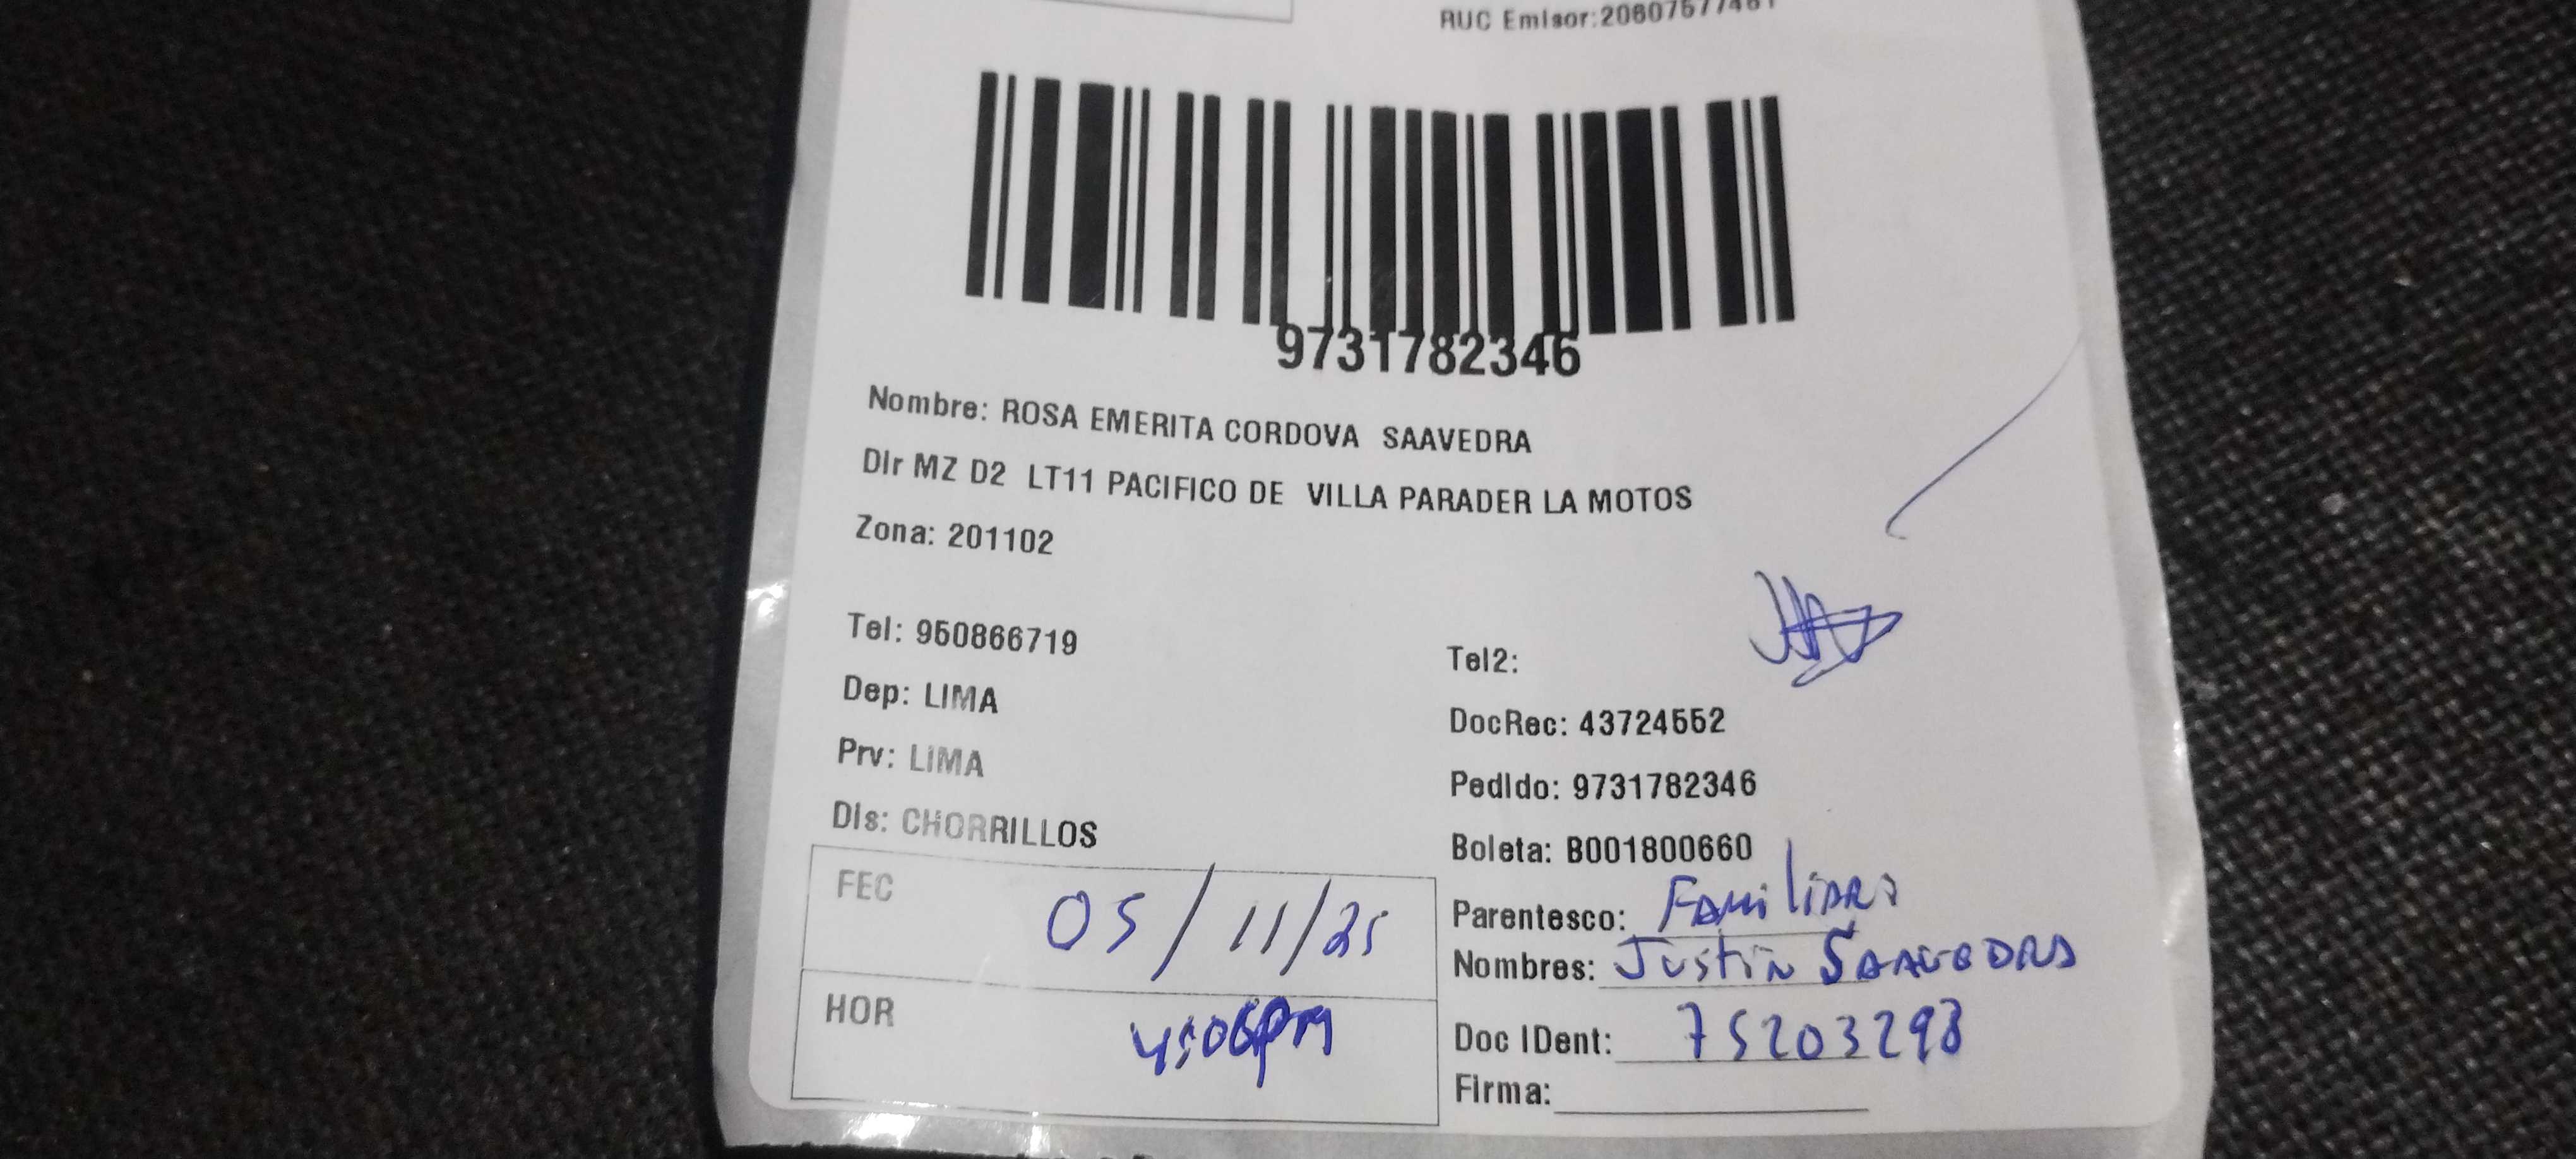 RUC Emisor:20607577461
9731782346
Nombre: ROSA EMERITA CORDOVA SAAVEDRA
Dir MZ D2 LT11 PACIFICO DE VILLA PARADER LA MOTOS
Zona: 201102
Tel: 950866719
Tel2:
Dep: LIMA
DocRec: 43724552
Prv: LIMA
Pedido: 9731782346
Dis: CHORRILLOS
Boleta: B001800660
FEC 05/11/25
Parentesco: Familiar
Nombres: Justin Saavedra
HOR 4:06pm
Doc IDent: 75203298
Firma: